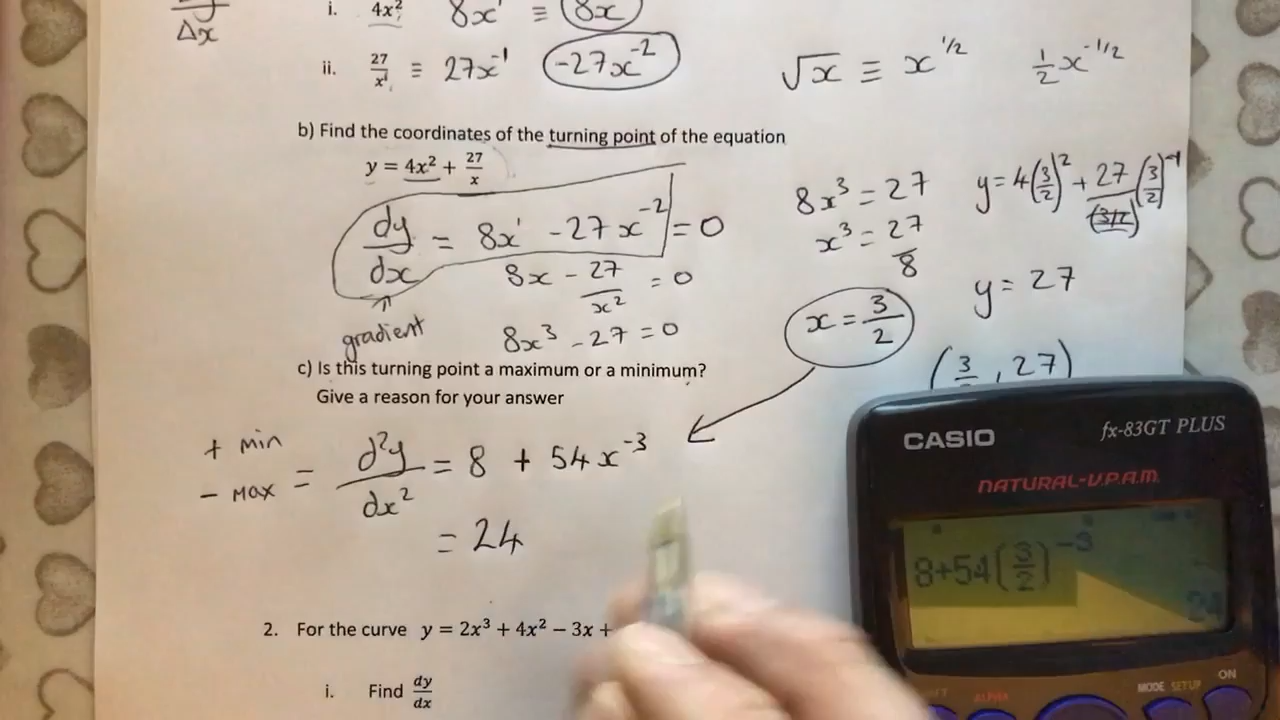 Δx
i. 4x² 8x¹ ≡ 8x
ii. 27/x¹ ≡ 27x⁻¹ -27x⁻² √x ≡ x^1/2 1/2x^-1/2
b) Find the coordinates of the turning point of the equation
y = 4x² + 27/x
dy/dx = 8x¹ - 27x⁻² = 0
8x - 27/x² = 0
gradient
8x³ - 27 = 0
8x³ = 27
x³ = 27/8
x = 3/2
y = 4(3/2)² + 27(3/2)⁻¹
y = 27
(3/ , 27)
c) Is this turning point a maximum or a minimum?
Give a reason for your answer
+ min
- max = d²y/dx² = 8 + 54x⁻³
= 24
2. For the curve y = 2x³ + 4x² − 3x +
i. Find dy/dx
CASIO fx-83GT PLUS
NATURAL-V.P.A.M.
8+54(3/2)⁻³
24
ALPHA MODE SETUP ON